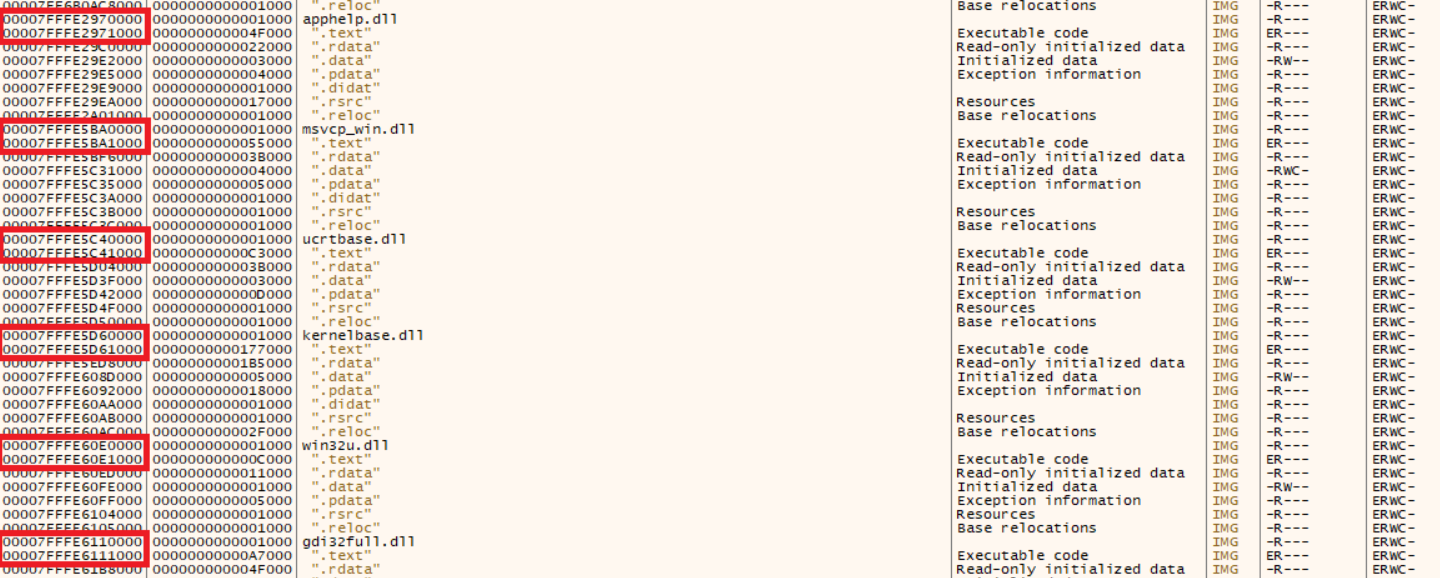 00007FFE6B0AC8000 0000000000001000 ".reloc" Base relocations IMG -R--- ERWC-
00007FFFE2970000 0000000000001000 apphelp.dll IMG -R--- ERWC-
00007FFFE2971000 000000000004F000 ".text" Executable code IMG ER--- ERWC-
00007FFFE29C0000 0000000000022000 ".rdata" Read-only initialized data IMG -R--- ERWC-
00007FFFE29E2000 0000000000003000 ".data" Initialized data IMG -RW-- ERWC-
00007FFFE29E5000 0000000000004000 ".pdata" Exception information IMG -R--- ERWC-
00007FFFE29E9000 0000000000001000 ".didat" IMG -R--- ERWC-
00007FFFE29EA000 0000000000017000 ".rsrc" Resources IMG -R--- ERWC-
00007FFFE2A01000 0000000000001000 ".reloc" Base relocations IMG -R--- ERWC-
00007FFFE5BA0000 0000000000001000 msvcp_win.dll IMG -R--- ERWC-
00007FFFE5BA1000 0000000000055000 ".text" Executable code IMG ER--- ERWC-
00007FFFE5BF6000 000000000003B000 ".rdata" Read-only initialized data IMG -R--- ERWC-
00007FFFE5C31000 0000000000004000 ".data" Initialized data IMG -RWC- ERWC-
00007FFFE5C35000 0000000000005000 ".pdata" Exception information IMG -R--- ERWC-
00007FFFE5C3A000 0000000000001000 ".didat" IMG -R--- ERWC-
00007FFFE5C3B000 0000000000001000 ".rsrc" Resources IMG -R--- ERWC-
00007FFFE5C3C000 0000000000001000 ".reloc" Base relocations IMG -R--- ERWC-
00007FFFE5C40000 0000000000001000 ucrtbase.dll IMG -R--- ERWC-
00007FFFE5C41000 00000000000C3000 ".text" Executable code IMG ER--- ERWC-
00007FFFE5D04000 000000000003B000 ".rdata" Read-only initialized data IMG -R--- ERWC-
00007FFFE5D3F000 0000000000003000 ".data" Initialized data IMG -RW-- ERWC-
00007FFFE5D42000 000000000000D000 ".pdata" Exception information IMG -R--- ERWC-
00007FFFE5D4F000 0000000000001000 ".rsrc" Resources IMG -R--- ERWC-
00007FFFE5D50000 0000000000001000 ".reloc" Base relocations IMG -R--- ERWC-
00007FFFE5D60000 0000000000001000 kernelbase.dll IMG -R--- ERWC-
00007FFFE5D61000 0000000000177000 ".text" Executable code IMG ER--- ERWC-
00007FFFE5ED8000 00000000001B5000 ".rdata" Read-only initialized data IMG -R--- ERWC-
00007FFFE608D000 0000000000005000 ".data" Initialized data IMG -RW-- ERWC-
00007FFFE6092000 0000000000018000 ".pdata" Exception information IMG -R--- ERWC-
00007FFFE60AA000 0000000000001000 ".didat" IMG -R--- ERWC-
00007FFFE60AB000 0000000000001000 ".rsrc" Resources IMG -R--- ERWC-
00007FFFE60AC000 000000000002F000 ".reloc" Base relocations IMG -R--- ERWC-
00007FFFE60E0000 0000000000001000 win32u.dll IMG -R--- ERWC-
00007FFFE60E1000 000000000000C000 ".text" Executable code IMG ER--- ERWC-
00007FFFE60ED000 0000000000011000 ".rdata" Read-only initialized data IMG -R--- ERWC-
00007FFFE60FE000 0000000000001000 ".data" Initialized data IMG -RW-- ERWC-
00007FFFE60FF000 0000000000005000 ".pdata" Exception information IMG -R--- ERWC-
00007FFFE6104000 0000000000001000 ".rsrc" Resources IMG -R--- ERWC-
00007FFFE6105000 0000000000001000 ".reloc" Base relocations IMG -R--- ERWC-
00007FFFE6110000 0000000000001000 gdi32full.dll IMG -R--- ERWC-
00007FFFE6111000 00000000000A7000 ".text" Executable code IMG ER--- ERWC-
00007FFFE61B8000 000000000004F000 ".rdata" Read-only initialized data IMG -R--- ERWC-